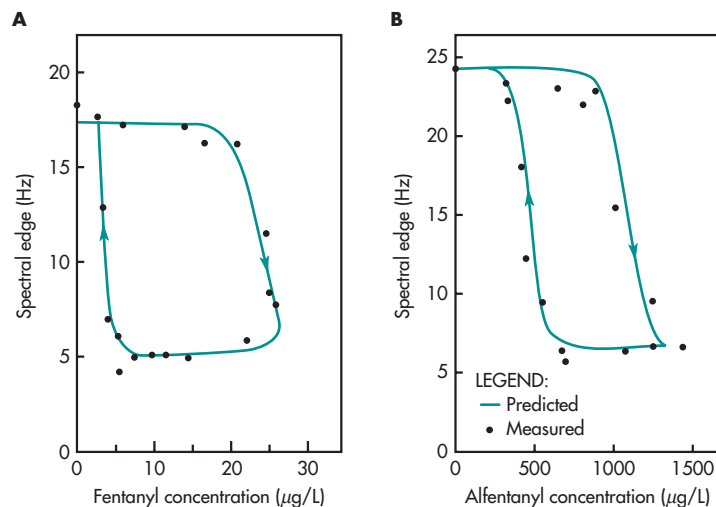 A
Spectral edge (Hz)
20
15
10
5
0
0
10
20
30
Fentanyl concentration (µg/L)
B
Spectral edge (Hz)
25
20
15
10
5
0
LEGEND:
Predicted
Measured
0
500
1000
1500
Alfentanyl concentration (µg/L)